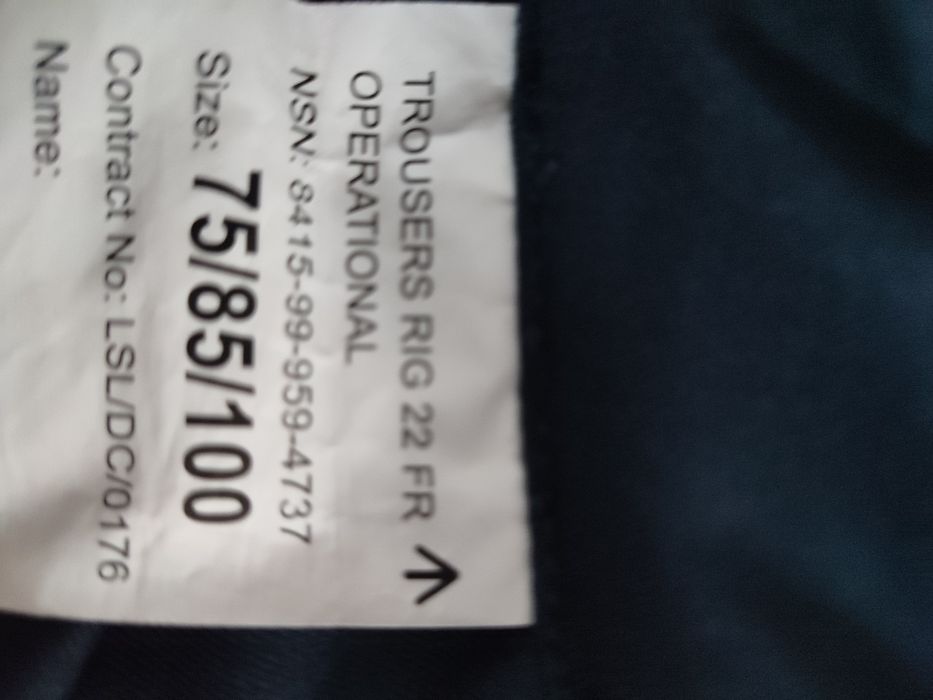 TROUSERS RIG 22 FR ↑
OPERATIONAL
NSN: 8415-99-959-4737
Size: 75/85/100
Contract No: LSL/DC/0176
Name: